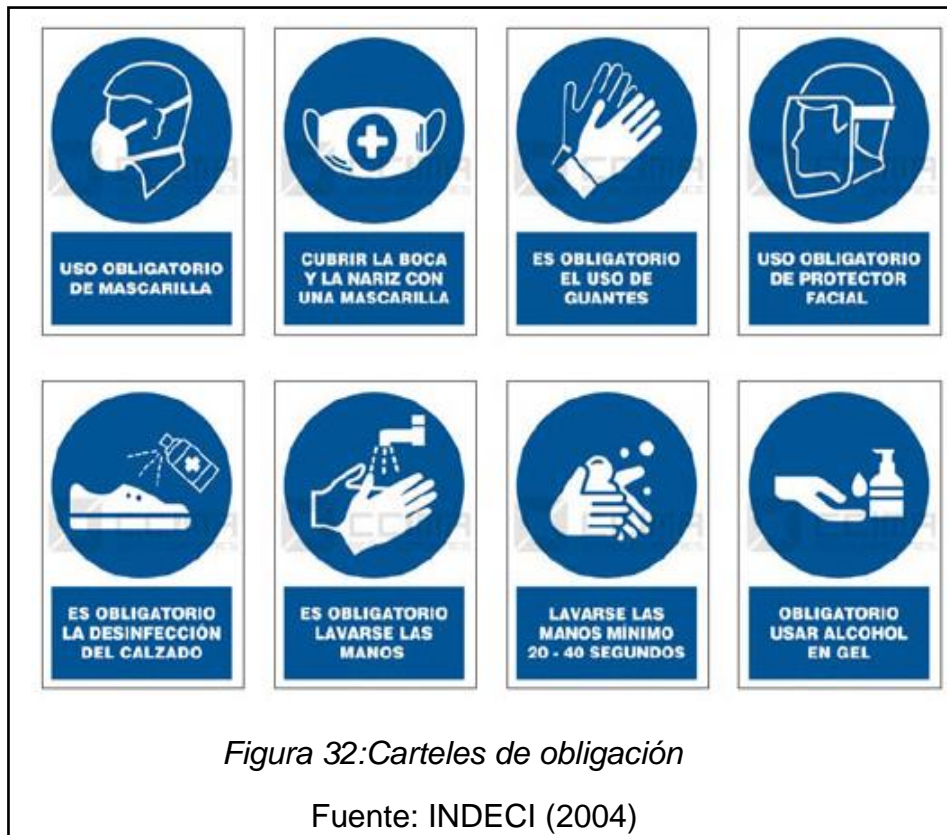 USO OBLIGATORIO
DE MASCARILLA
CUBRIR LA BOCA
Y LA NARIZ CON
UNA MASCARILLA
ES OBLIGATORIO
EL USO DE
GUANTES
USO OBLIGATORIO
DE PROTECTOR
FACIAL
ES OBLIGATORIO
LA DESINFECCIÓN
DEL CALZADO
ES OBLIGATORIO
LAVARSE LAS
MANOS
LAVARSE LAS
MANOS MÍNIMO
20 - 40 SEGUNDOS
OBLIGATORIO
USAR ALCOHOL
EN GEL
Figura 32:Carteles de obligación
Fuente: INDECI (2004)